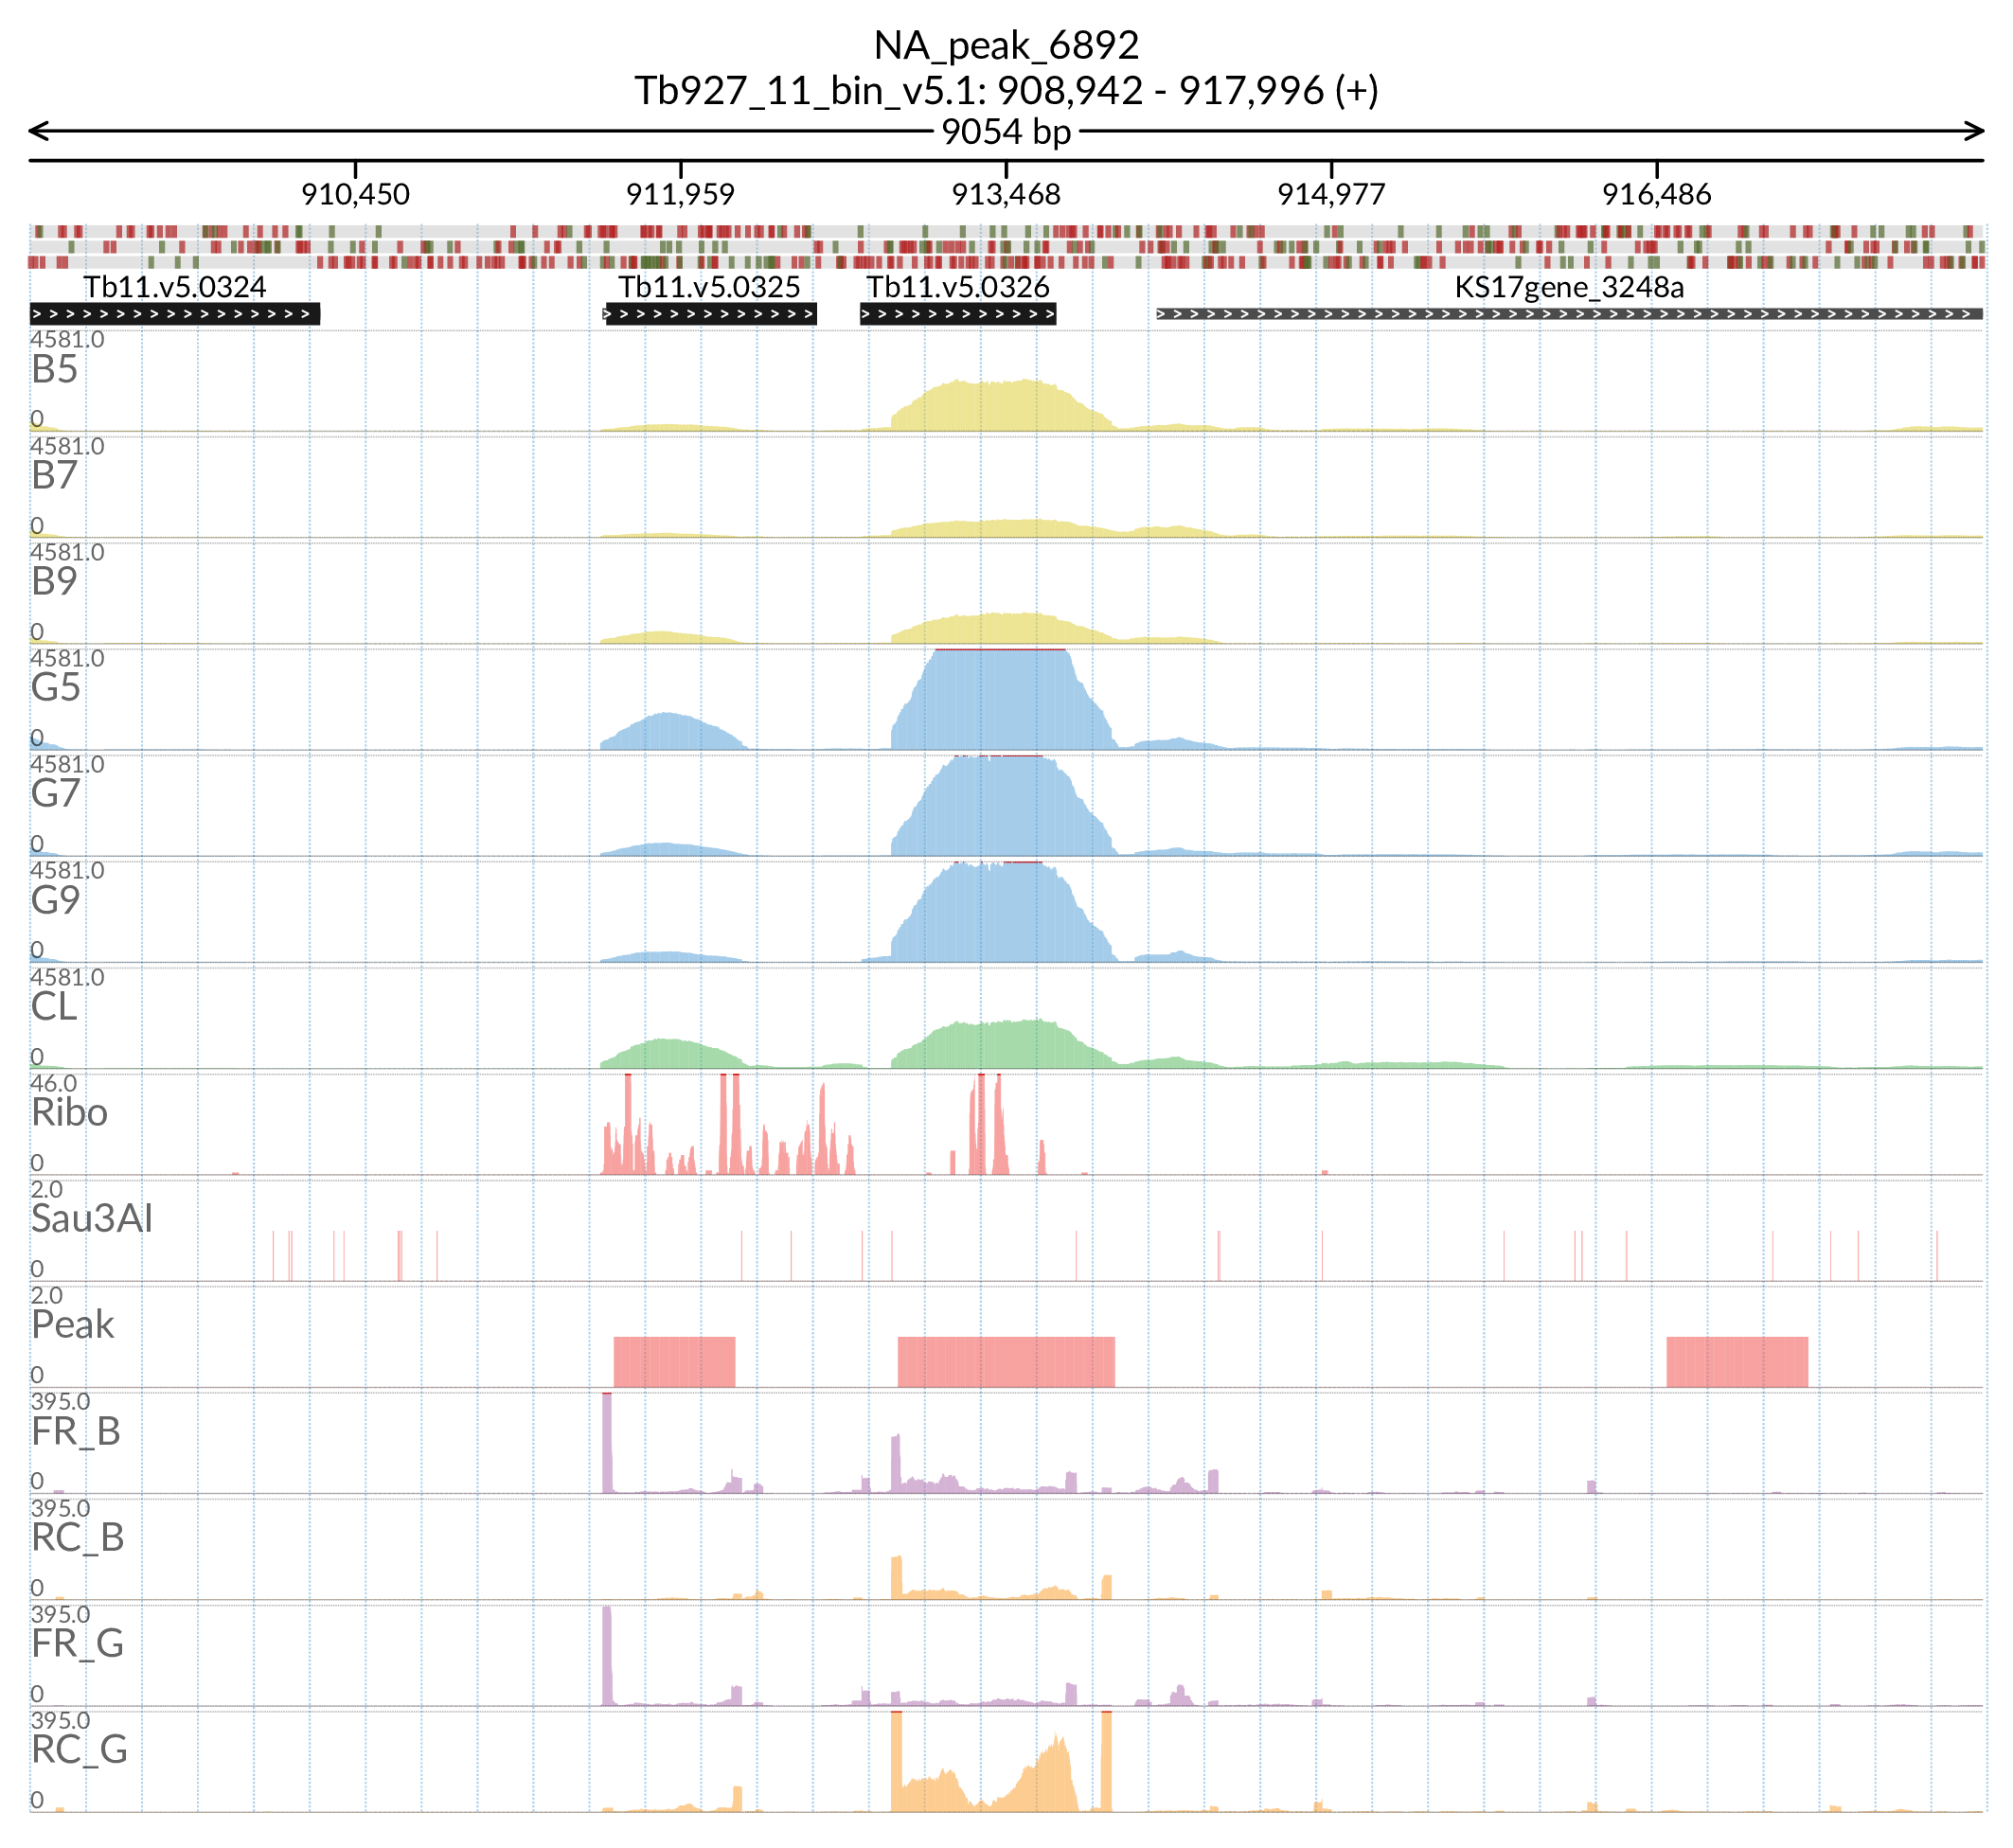 NA_peak_6892
Tb927_11_bin_v5.1: 908,942 - 917,996 (+)
9054 bp
910,450 911,959 913,468 914,977 916,486
Tb11.v5.0324 Tb11.v5.0325 Tb11.v5.0326 KS17gene_3248a
4581.0
B5
0
4581.0
B7
0
4581.0
B9
0
4581.0
G5
0
4581.0
G7
0
4581.0
G9
0
4581.0
CL
0
46.0
Ribo
0
2.0
Sau3AI
0
2.0
Peak
0
395.0
FR_B
0
395.0
RC_B
0
395.0
FR_G
0
395.0
RC_G
0